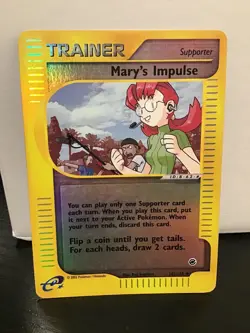 TRAINER
Supporter
Mary's Impulse
You can play only one Supporter card
each turn. When you play this card, put
it next to your Active Pokémon. When
your turn ends, discard this card.
Flip a coin until you get tails.
For each heads, draw 2 cards.
e